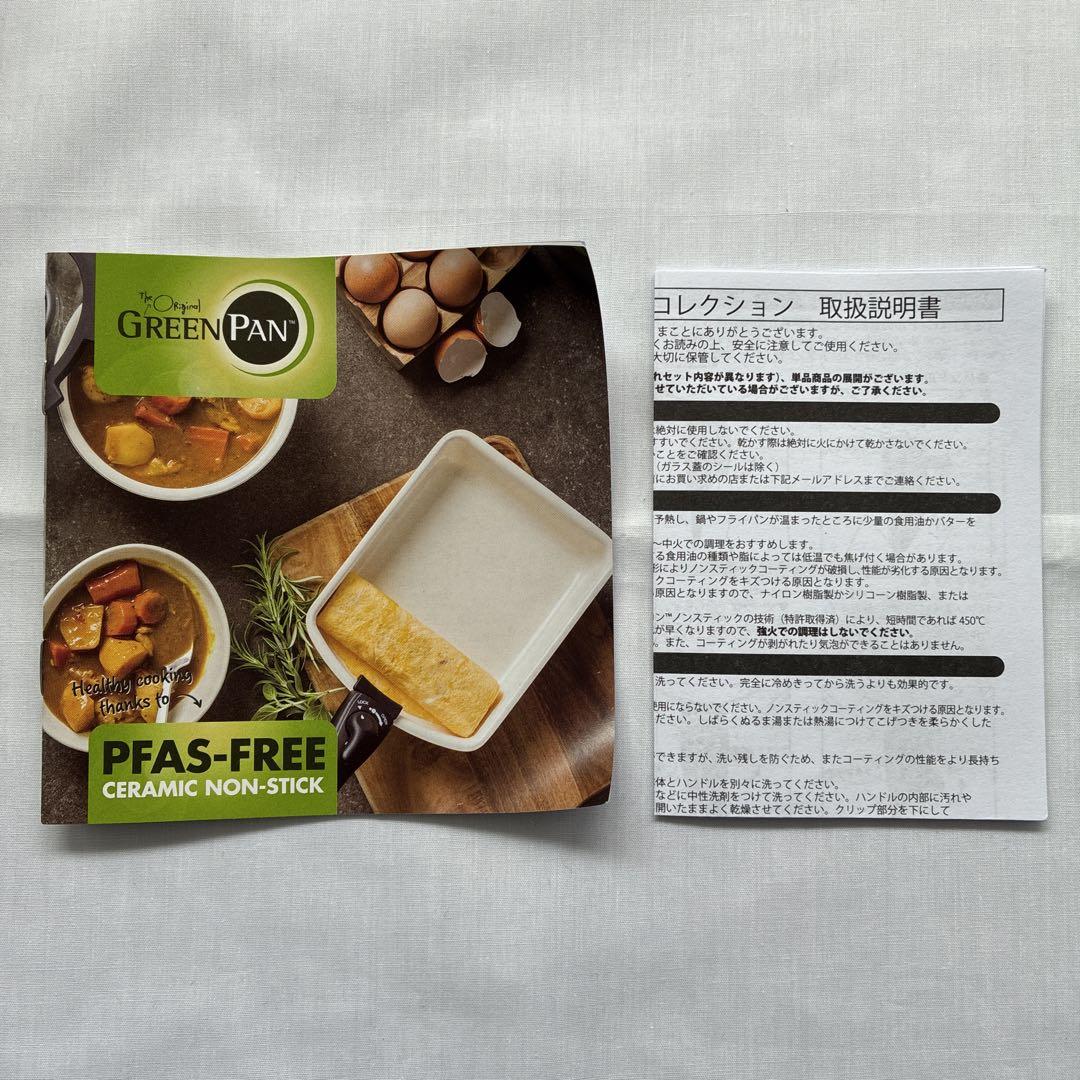 The Original
GREENPAN™
Healthy cooking
thanks to
PFAS-FREE
CERAMIC NON-STICK
LOCK
コレクション 取扱説明書
まことにありがとうございます。
くお読みの上、安全に注意してご使用ください。
大切に保管してください。
れセット内容が異なります)、単品商品の展開がございます。
せていただいている場合がございますが、ご了承ください。
絶対に使用しないでください。
すすいでください。乾かす際は絶対に火にかけて乾かさないでください。
いことをご確認ください。
(ガラス蓋のシールは除く)
にお買い求めの店または下記メールアドレスまでご連絡ください。
予熱し、鍋やフライパンが温まったところに少量の食用油かバターを
〜中火での調理をおすすめします。
る食用油の種類や脂によっては低温でも焦げ付く場合があります。
によりノンスティックコーティングが破損し、性能が劣化する原因となります。
クコーティングをキズつける原因となります。
原因となりますので、ナイロン樹脂製かシリコーン樹脂製、または
ン™ノンスティックの技術（特許取得済）により、短時間であれば 450℃
が早くなりますので、強火での調理はしないでください。
。また、コーティングが剥がれたり気泡ができることはありません。
洗ってください。完全に冷めきってから洗うよりも効果的です。
使用にならないでください。ノンスティックコーティングをキズつける原因となります。
ださい。しばらくぬるま湯または熱湯につけてこげつきを柔らかくした
できますが、洗い残しを防ぐため、またコーティングの性能をより長持ち
体とハンドルを別々に洗ってください。
などに中性洗剤をつけて洗ってください。ハンドルの内部に汚れや
開いたままよく乾燥させてください。クリップ部分を下にして